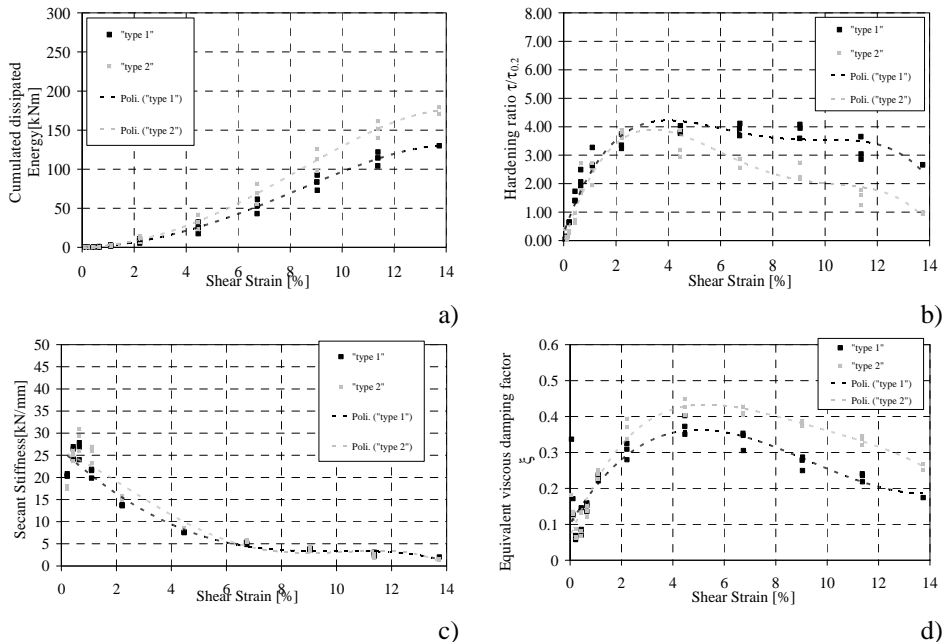 Cumulated dissipated
Energy[kNm]
300
250
200
150
100
50
0
"type 1"
"type 2"
Poli. ("type 1")
Poli. ("type 2")
0 2 4 6 8 10 12 14
Shear Strain [%]
a)
Hardening ratio τ/τ0.2
8.00
7.00
6.00
5.00
4.00
3.00
2.00
1.00
0.00
"type 1"
"type 2"
Poli. ("type 1")
Poli. ("type 2")
0 2 4 6 8 10 12 14
Shear Strain [%]
b)
Secant Stiffness[kN/mm]
50
45
40
35
30
25
20
15
10
5
0
"type 1"
"type 2"
Poli. ("type 1")
Poli. ("type 2")
0 2 4 6 8 10 12 14
Shear Strain [%]
c)
Equivalent viscous damping factor
ξ
0.6
0.5
0.4
0.3
0.2
0.1
0
"type 1"
"type 2"
Poli. ("type 1")
Poli. ("type 2")
0 2 4 6 8 10 12 14
Shear Strain [%]
d)